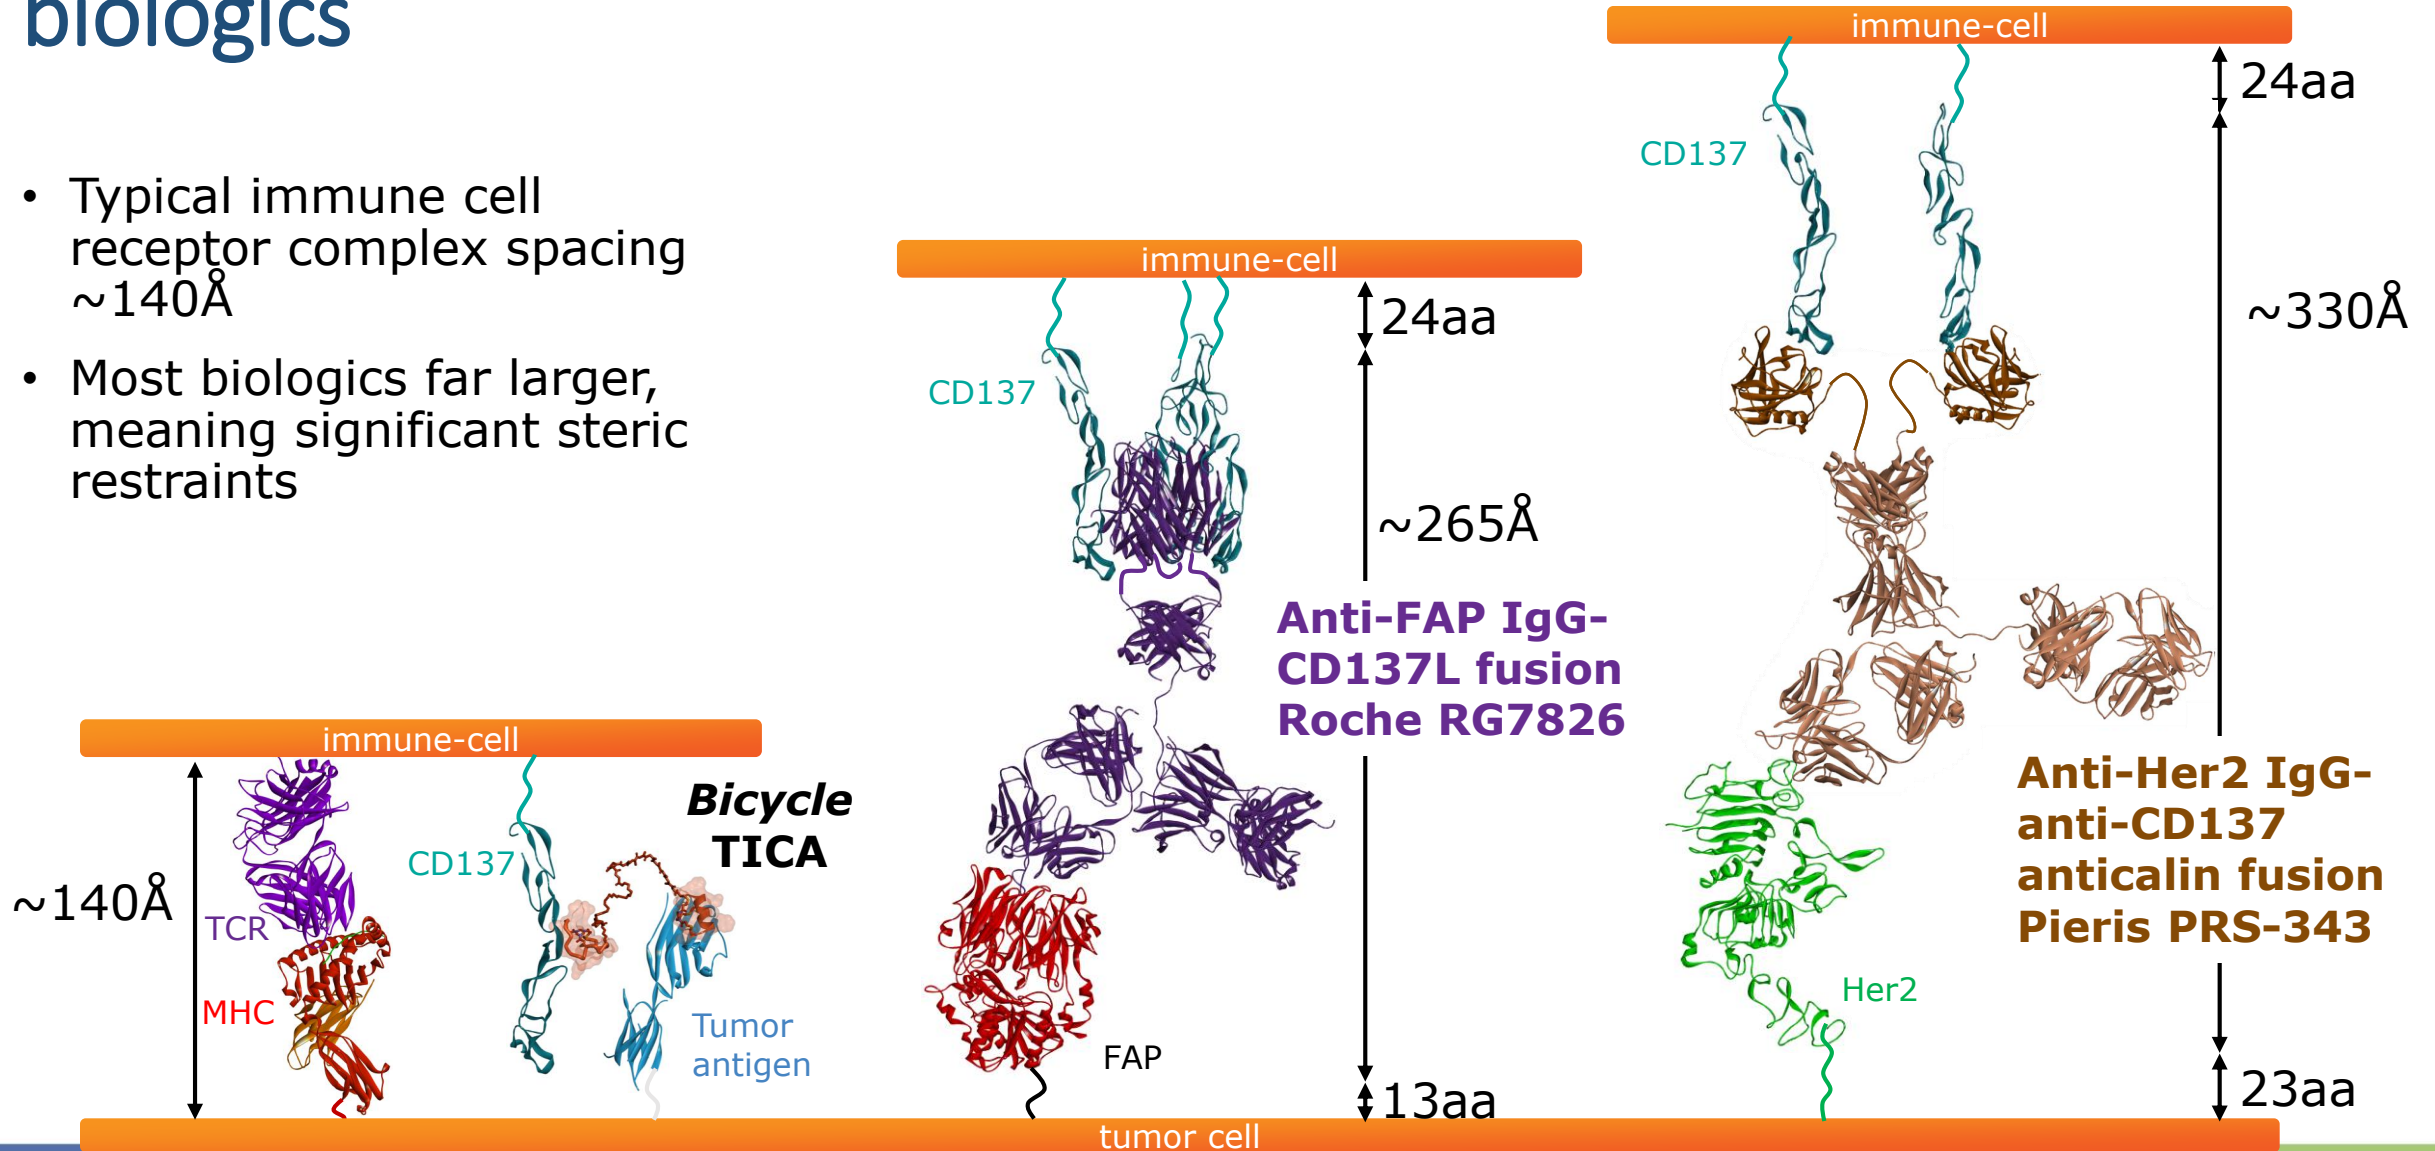 biologics
• Typical immune cell
receptor complex spacing
~140Å
• Most biologics far larger,
meaning significant steric
restraints
immune-cell
~140Å
TCR
MHC
CD137
Bicycle
TICA
Tumor
antigen
immune-cell
CD137
24aa
~265Å
Anti-FAP IgG-
CD137L fusion
Roche RG7826
FAP
13aa
immune-cell
CD137
24aa
~330Å
Anti-Her2 IgG-
anti-CD137
anticalin fusion
Pieris PRS-343
Her2
23aa
tumor cell